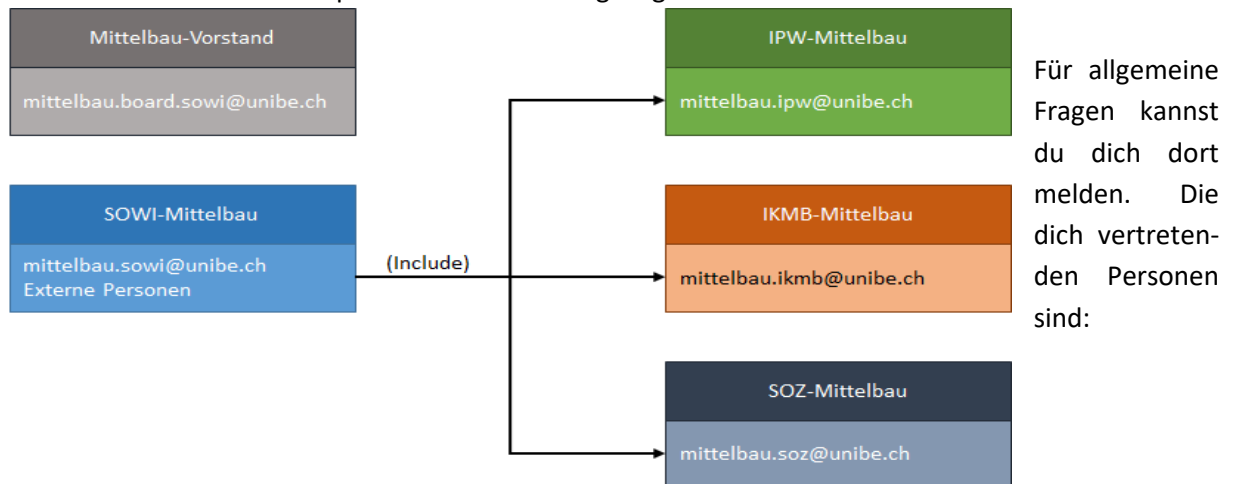 Mittelbau-Vorstand
mittelbau.board.sowi@unibe.ch
SOWI-Mittelbau
mittelbau.sowi@unibe.ch
Externe Personen
(Include)
IPW-Mittelbau
mittelbau.ipw@unibe.ch
IKMB-Mittelbau
mittelbau.ikmb@unibe.ch
SOZ-Mittelbau
mittelbau.soz@unibe.ch
Für allgemeine
Fragen kannst
du dich dort
melden. Die
dich vertreten-
den Personen
sind: